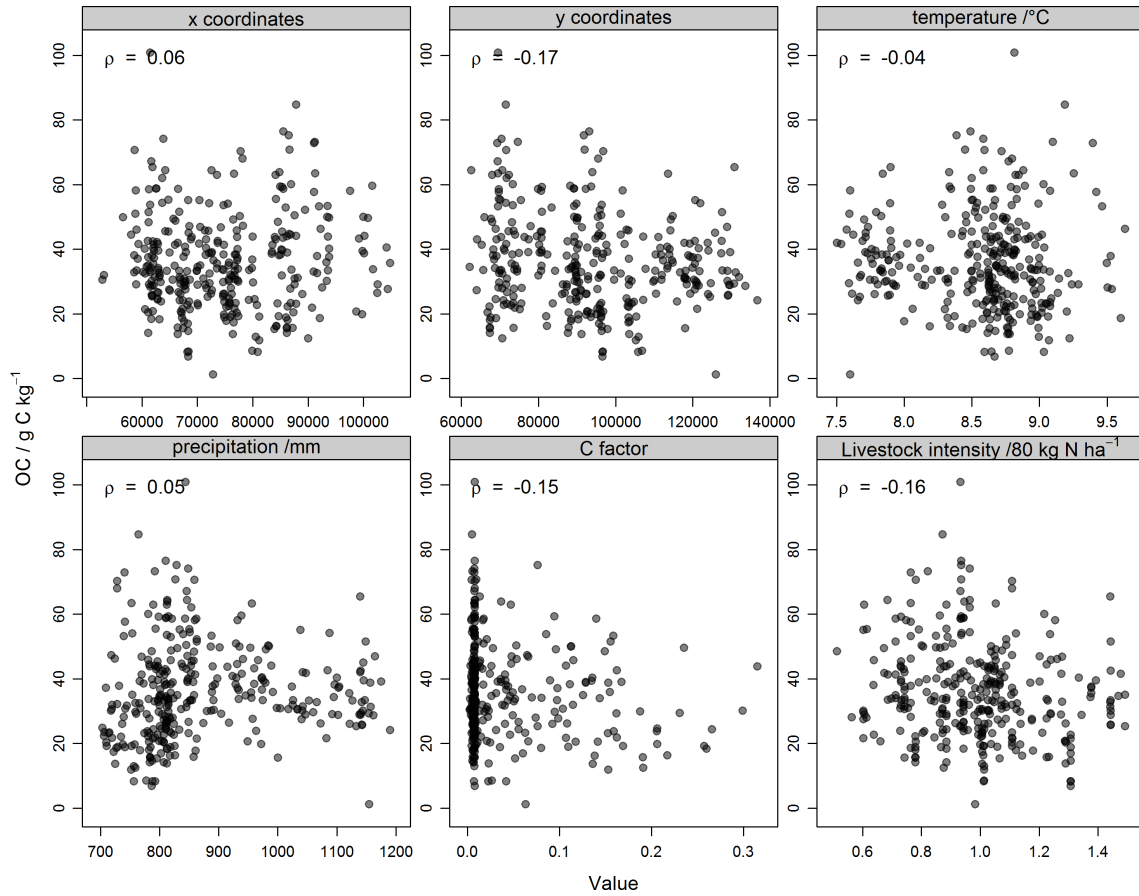 x coordinates
y coordinates
temperature /°C
ρ = 0.06
ρ = -0.17
ρ = -0.04
0
20
40
60
80
100
60000 70000 80000 90000 100000
60000 80000 100000 120000 140000
7.5 8.0 8.5 9.0 9.5
OC / g C kg⁻¹
precipitation /mm
C factor
Livestock intensity /80 kg N ha⁻¹
ρ = 0.05
ρ = -0.15
ρ = -0.16
0
20
40
60
80
100
700 800 900 1000 1100 1200
0.0 0.1 0.2 0.3
0.6 0.8 1.0 1.2 1.4
Value